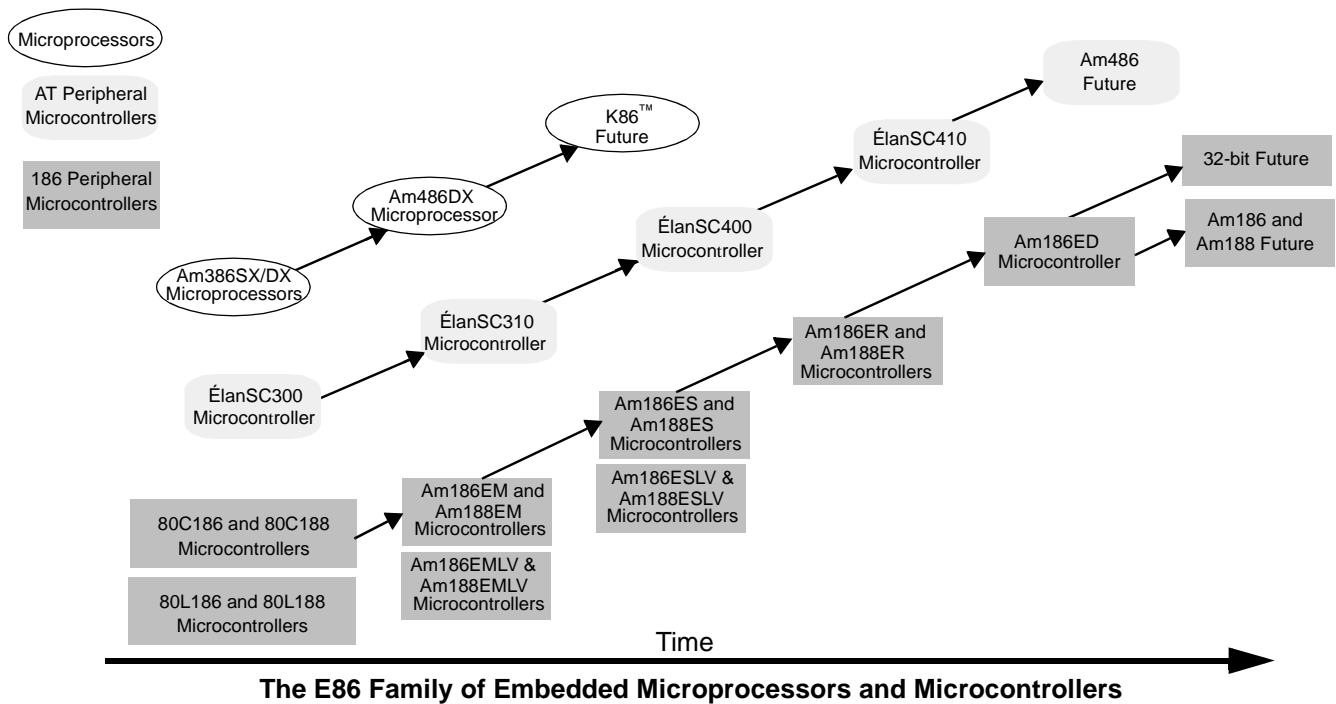 Microprocessors
AT Peripheral
Microcontrollers
186 Peripheral
Microcontrollers
Am386SX/DX
Microprocessors
Am486DX
Microprocessor
K86™
Future
ÉlanSC300
Microcontroller
ÉlanSC310
Microcontroller
ÉlanSC400
Microcontroller
ÉlanSC410
Microcontroller
Am486
Future
80C186 and 80C188
Microcontrollers
80L186 and 80L188
Microcontrollers
Am186EM and
Am188EM
Microcontrollers
Am186EMLV &
Am188EMLV
Microcontrollers
Am186ES and
Am188ES
Microcontrollers
Am186ESLV &
Am188ESLV
Microcontrollers
Am186ER and
Am188ER
Microcontrollers
Am186ED
Microcontroller
32-bit Future
Am186 and
Am188 Future
Time
The E86 Family of Embedded Microprocessors and Microcontrollers